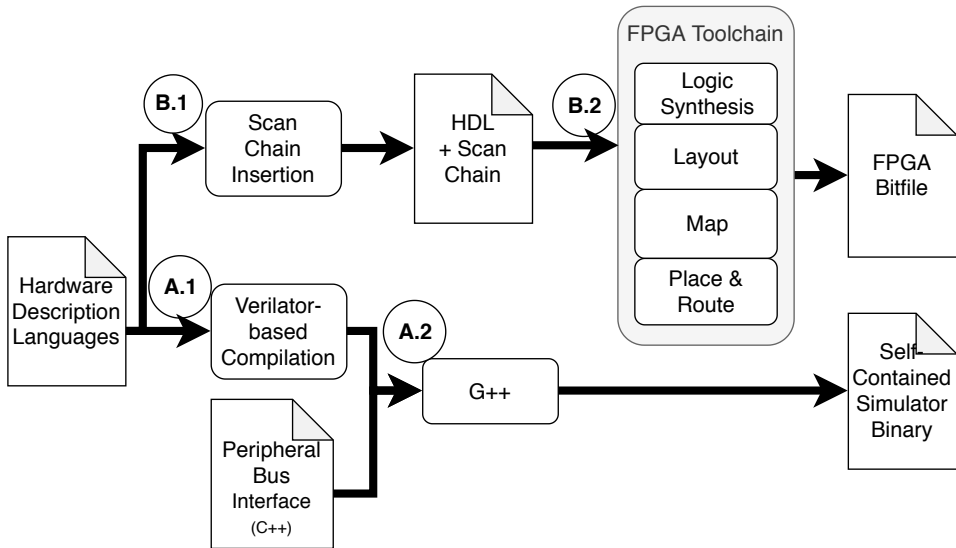 FPGA Toolchain
B.1
Scan
Chain
Insertion
HDL
+ Scan
Chain
B.2
Logic
Synthesis
Layout
Map
Place &
Route
FPGA
Bitfile
Hardware
Description
Languages
A.1
Verilator-
based
Compilation
A.2
G++
Peripheral
Bus
Interface
(C++)
Self-
Contained
Simulator
Binary